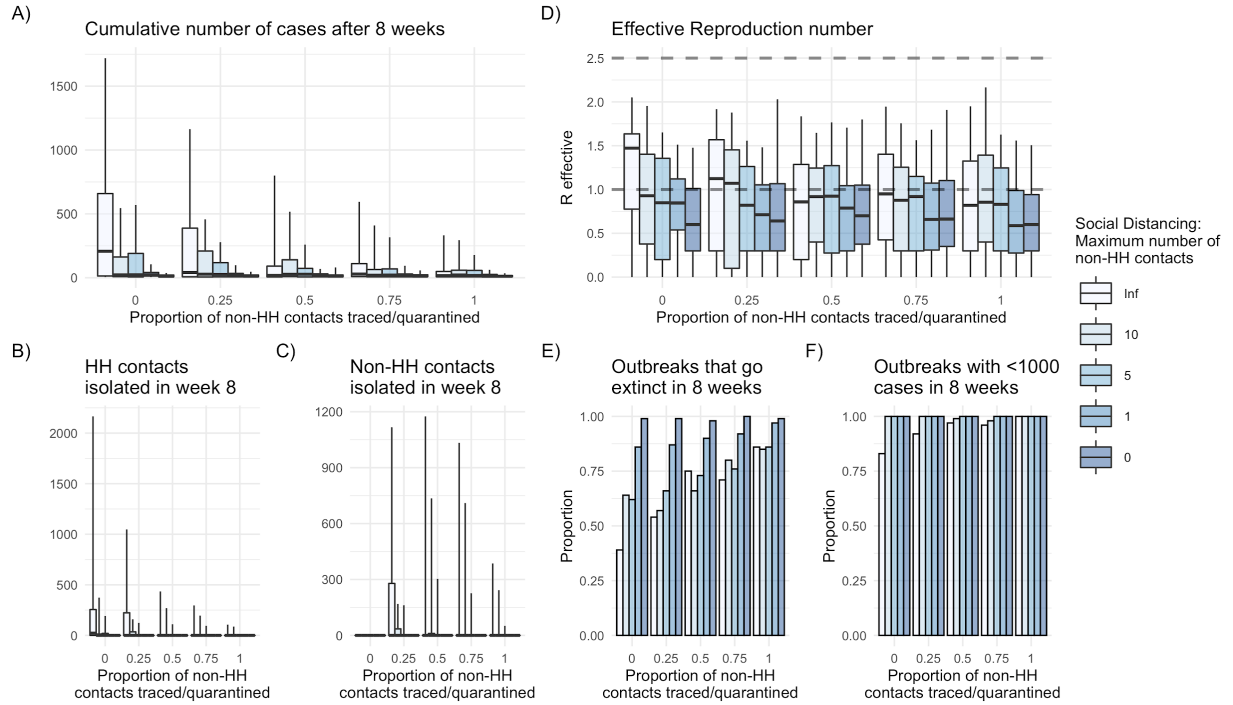 A)
Cumulative number of cases after 8 weeks
1500
1000
500
0
0 0.25 0.5 0.75 1
Proportion of non-HH contacts traced/quarantined
D)
Effective Reproduction number
R effective
2.5
2.0
1.5
1.0
0.5
0.0
0 0.25 0.5 0.75 1
Proportion of non-HH contacts traced/quarantined
Social Distancing:
Maximum number of
non-HH contacts
Inf
10
5
1
0
B)
HH contacts
isolated in week 8
2000
1500
1000
500
0
0 0.25 0.5 0.75 1
Proportion of non-HH
contacts traced/quarantined
C)
Non-HH contacts
isolated in week 8
1200
900
600
300
0
0 0.25 0.5 0.75 1
Proportion of non-HH
contacts traced/quarantined
E)
Outbreaks that go
extinct in 8 weeks
Proportion
1.00
0.75
0.50
0.25
0.00
0 0.25 0.5 0.75 1
Proportion of non-HH
contacts traced/quarantined
F)
Outbreaks with <1000
cases in 8 weeks
Proportion
1.00
0.75
0.50
0.25
0.00
0 0.25 0.5 0.75 1
Proportion of non-HH
contacts traced/quarantined